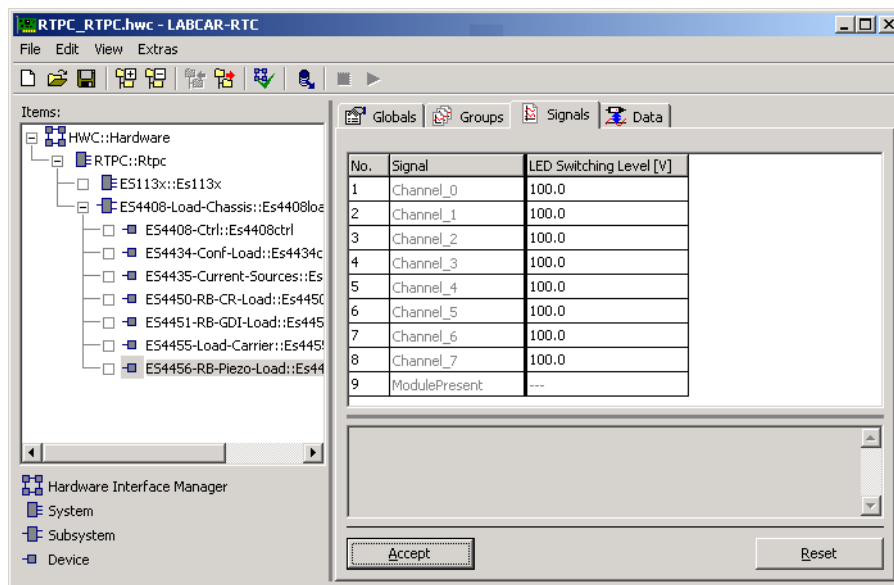 RTPC_RTPC.hwc - LABCAR-RTC
File Edit View Extras
Items:
HWC::Hardware
RTPC::Rtpc
ES113x::Es113x
ES4408-Load-Chassis::Es4408loa
ES4408-Ctrl::Es4408ctrl
ES4434-Conf-Load::Es4434c
ES4435-Current-Sources::Es
ES4450-RB-CR-Load::Es4450
ES4451-RB-GDI-Load::Es445
ES4455-Load-Carrier::Es4455
ES4456-RB-Piezo-Load::Es44
Hardware Interface Manager
System
Subsystem
Device
Globals Groups Signals Data
No. Signal LED Switching Level [V]
1 Channel_0 100.0
2 Channel_1 100.0
3 Channel_2 100.0
4 Channel_3 100.0
5 Channel_4 100.0
6 Channel_5 100.0
7 Channel_6 100.0
8 Channel_7 100.0
9 ModulePresent ---
Accept Reset